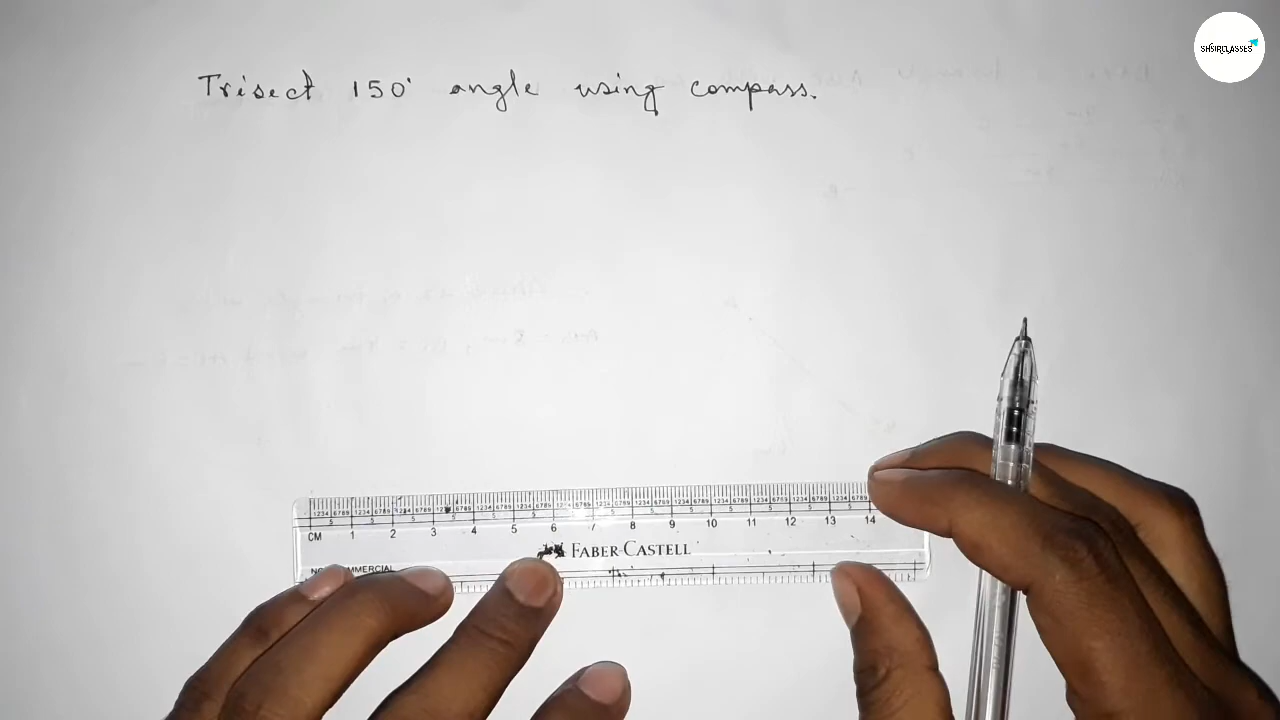 SHSIRCLASSES
Trisect 150° angle using compass.
CM 1 2 3 4 5 6 7 8 9 10 11 12 13 14
FABER-CASTELL